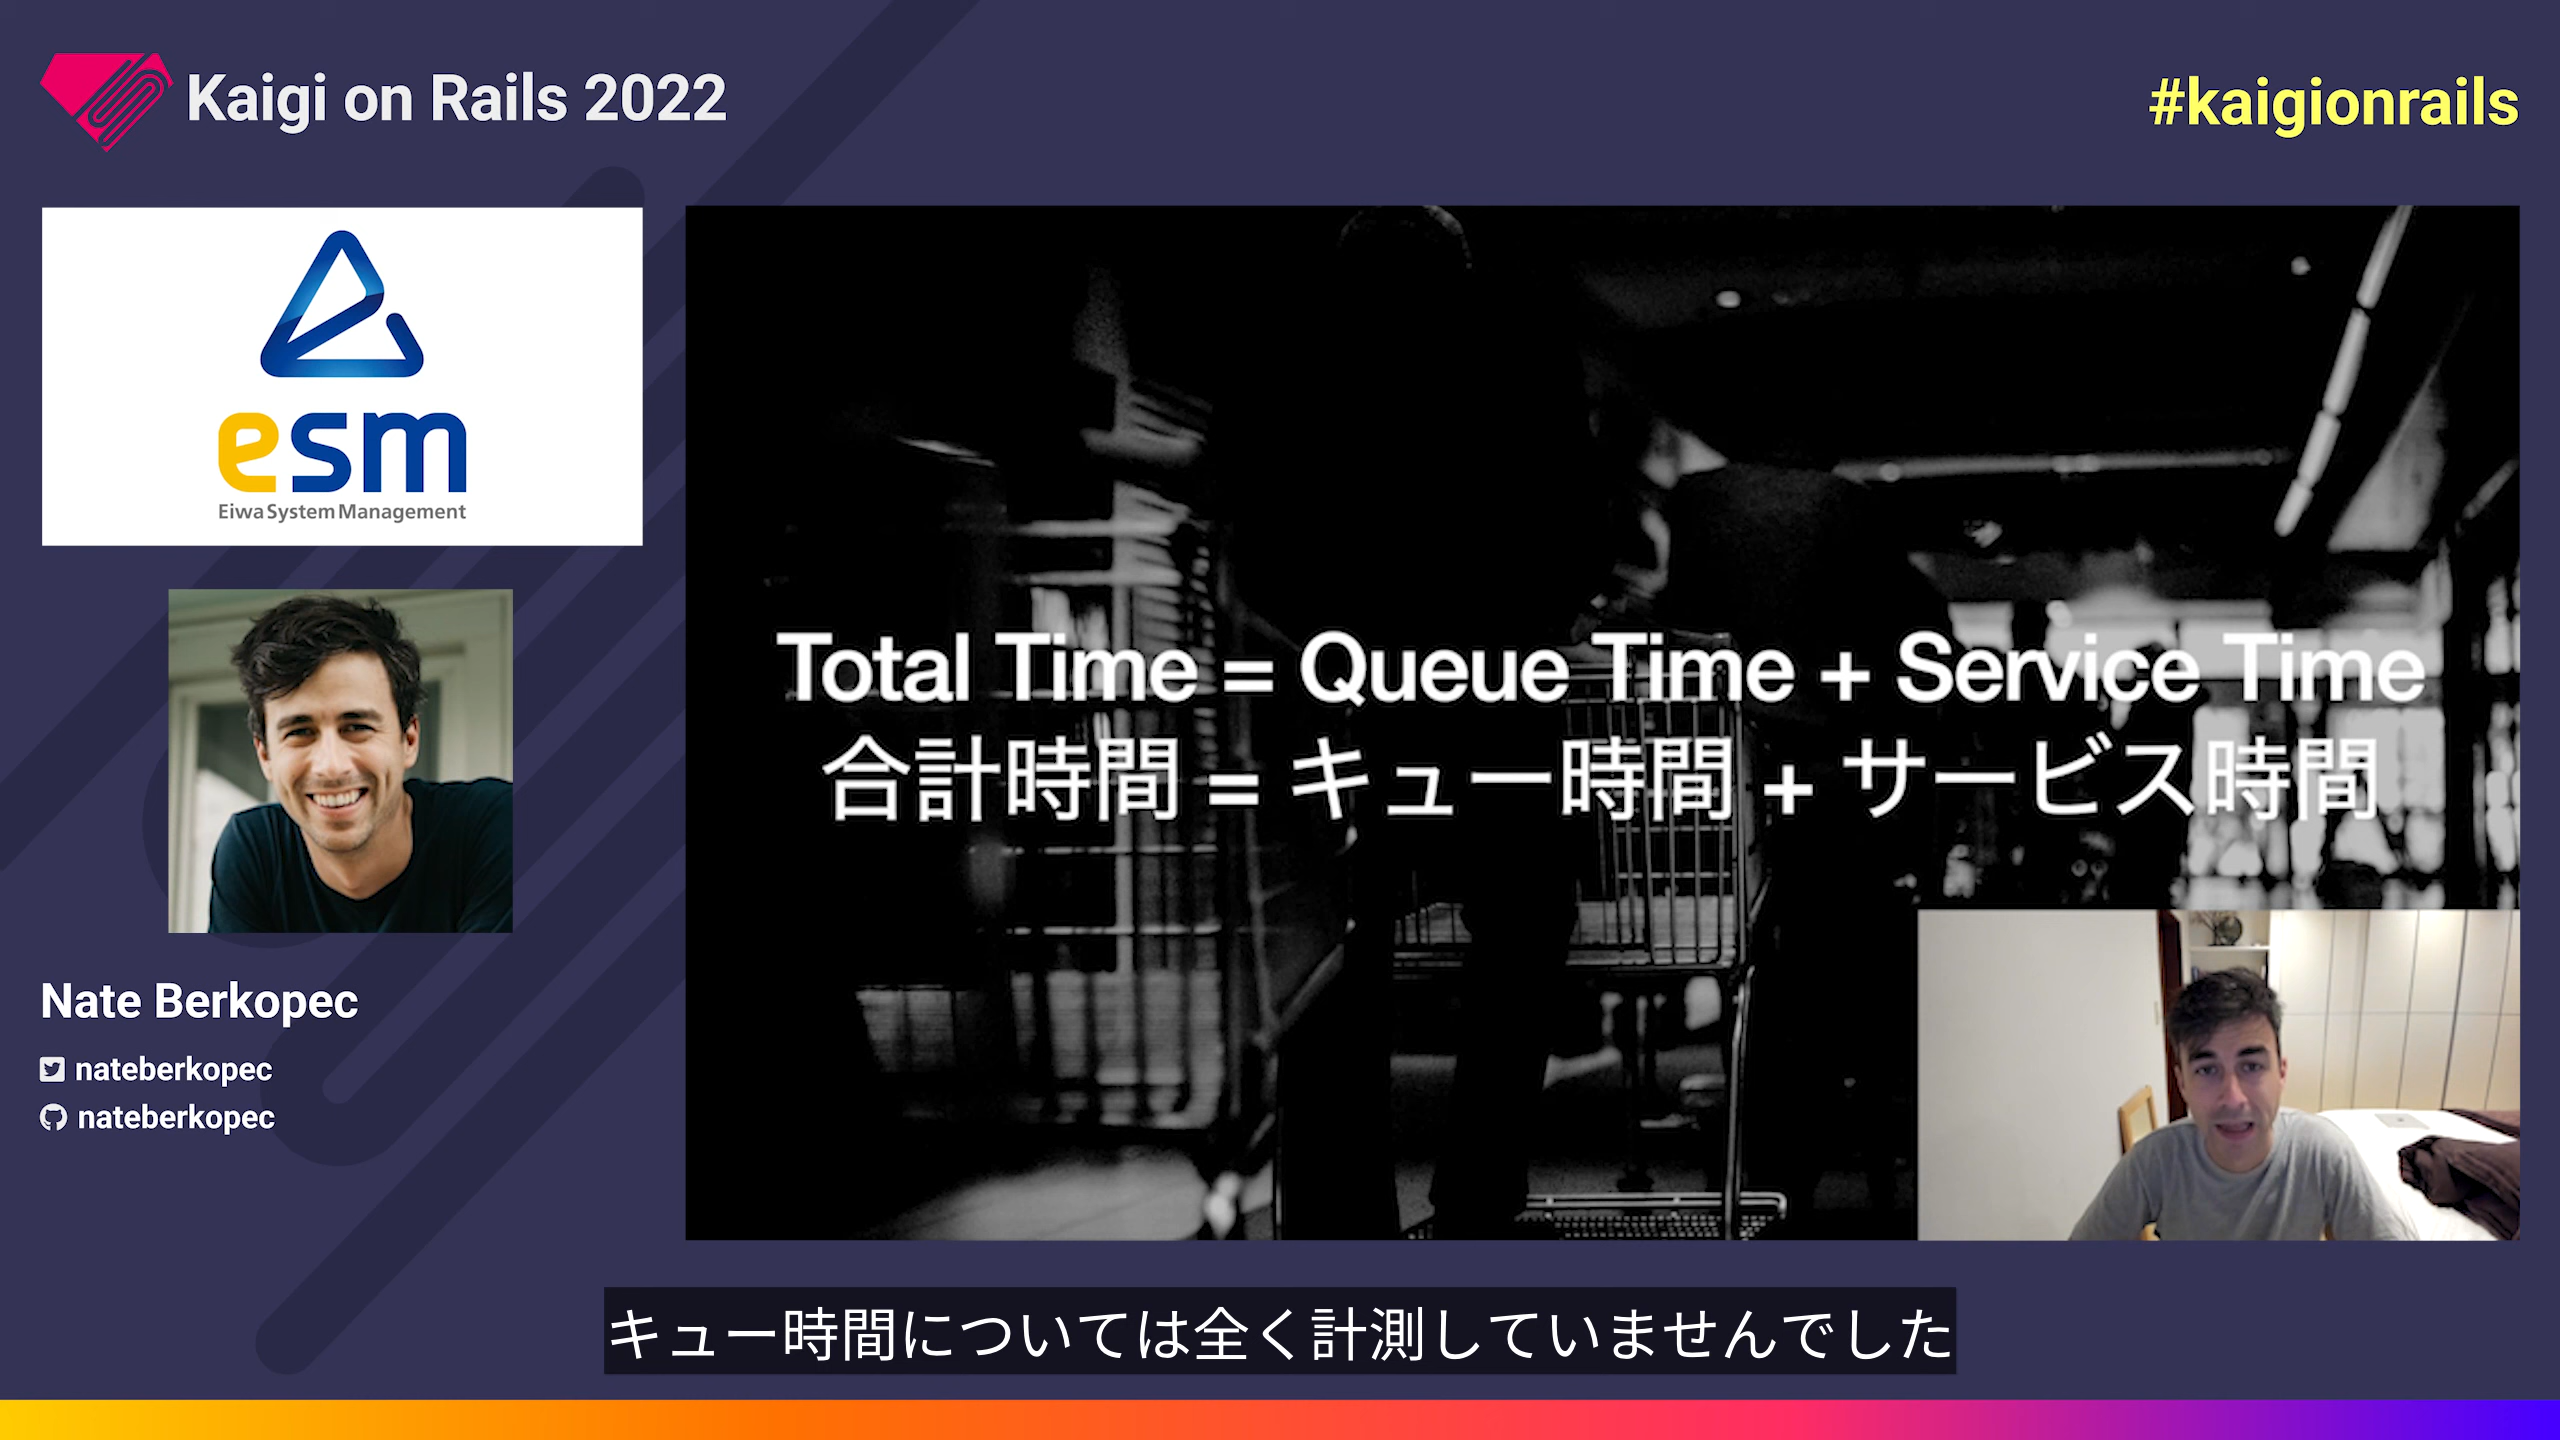 Kaigi on Rails 2022
#kaigionrails
esm
Eiwa System Management
Nate Berkopec
nateberkopec
nateberkopec
Total Time = Queue Time + Service Time
合計時間 = キュー時間 + サービス時間
キュー時間については全く計測していませんでした